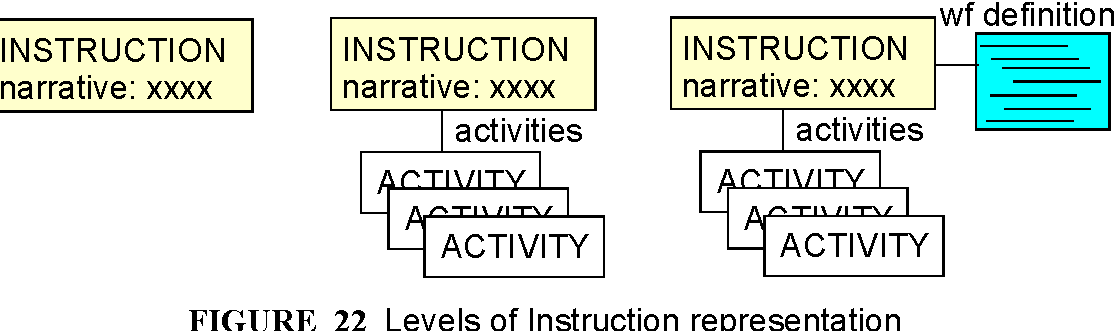 INSTRUCTION
narrative: xxxx
INSTRUCTION
narrative: xxxx
activities
ACTIVITY
ACTIVITY
ACTIVITY
INSTRUCTION
narrative: xxxx
wf definition
activities
ACTIVITY
ACTIVITY
ACTIVITY
FIGURE 22 Levels of Instruction representation